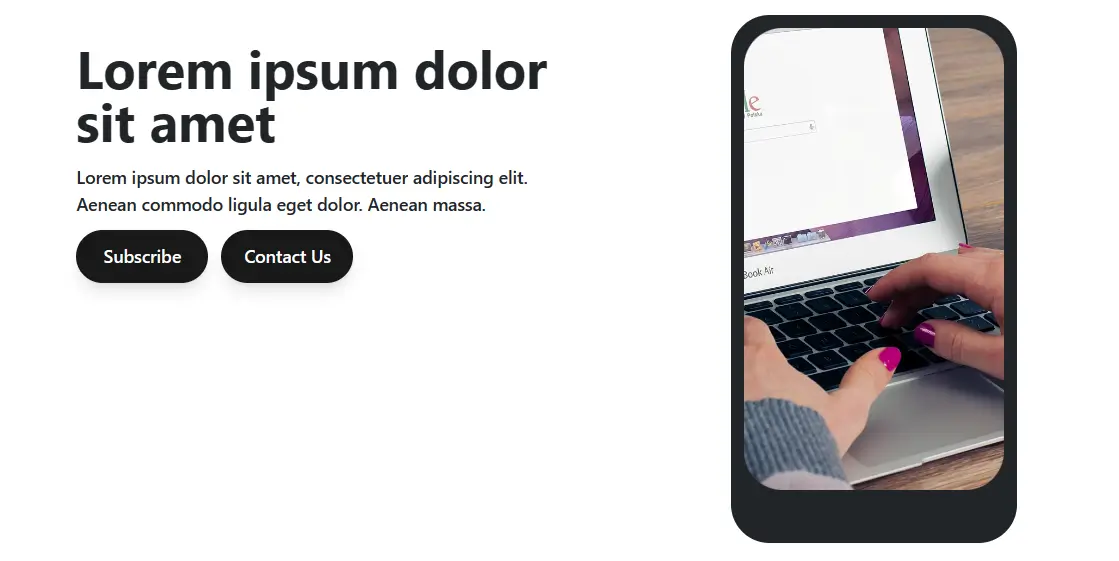 Lorem ipsum dolor
sit amet
Lorem ipsum dolor sit amet, consectetuer adipiscing elit.
Aenean commodo ligula eget dolor. Aenean massa.
Subscribe
Contact Us
le
Book Air